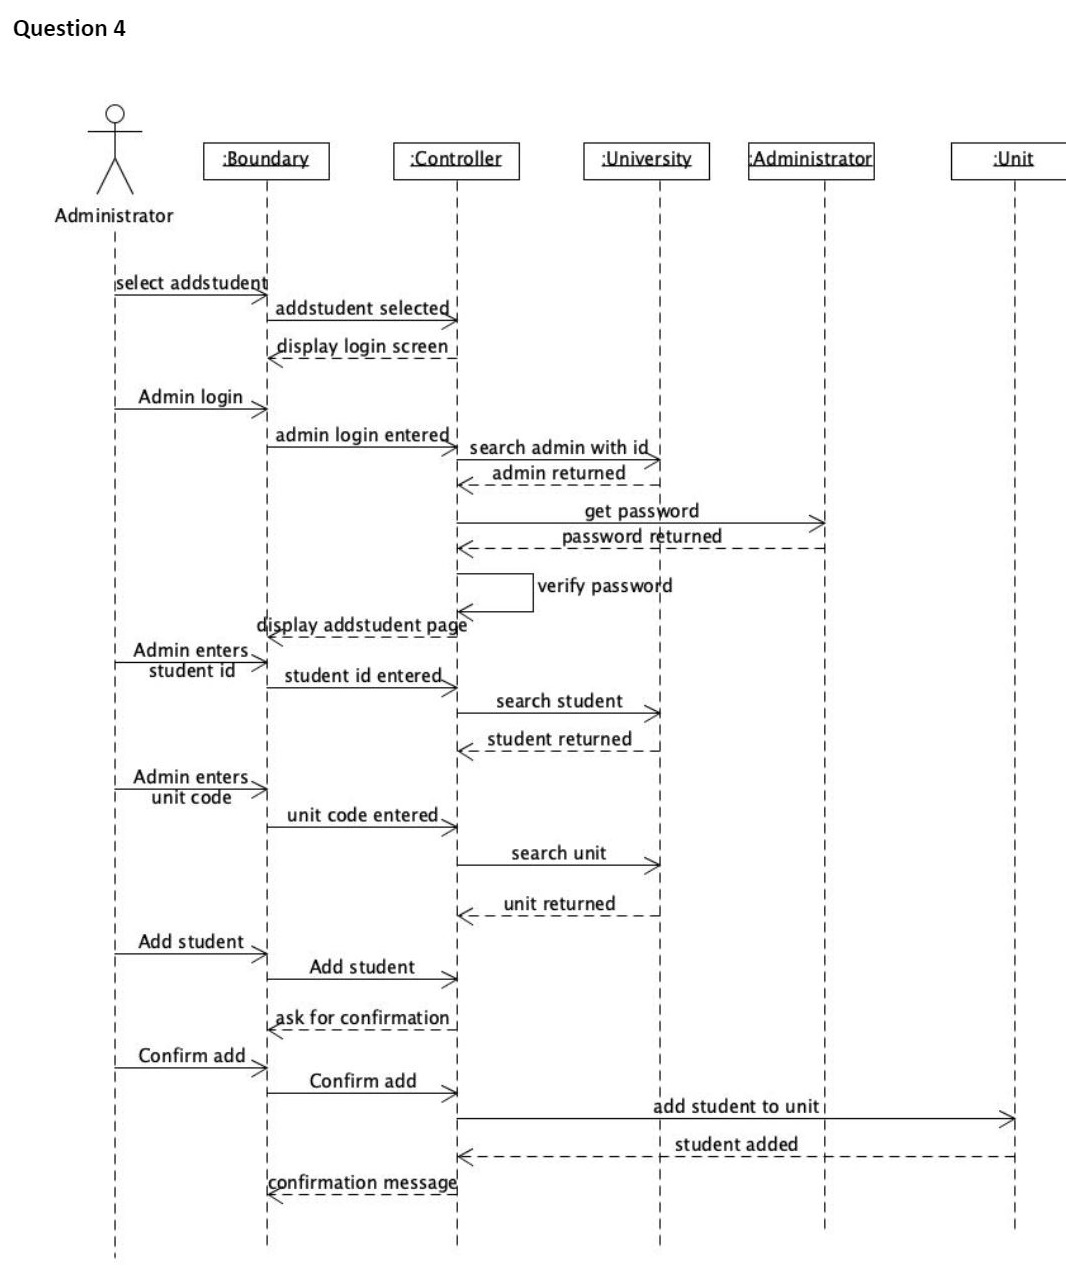 Question 4
:Boundary
:Controller
:University
:Administrator
:Unit
Administrator
select addstudent
addstudent selected
display login screen
Admin login
admin login entered
search admin with id
admin returned
get password
password returned
verify password
display addstudent page
Admin enters
student id
student id entered
search student
student returned
Admin enters
unit code
unit code entered
search unit
unit returned
Add student
Add student
ask for confirmation
Confirm add
Confirm add
add student to unit
student added
confirmation message